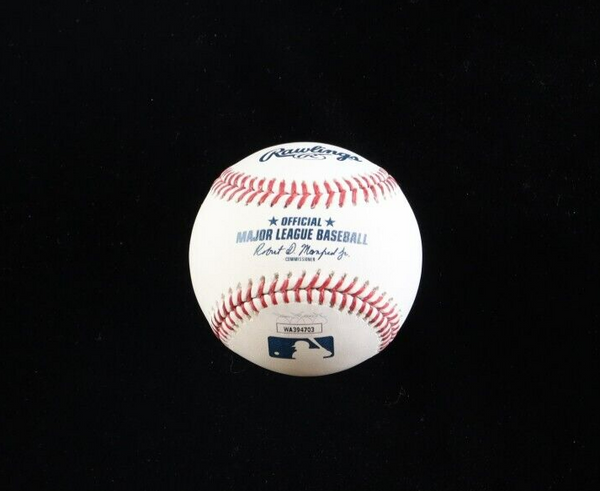 Rawlings
R
★ OFFICIAL ★
MAJOR LEAGUE BASEBALL
Robert D. Manfred Jr.
COMMISSIONER
WA394703